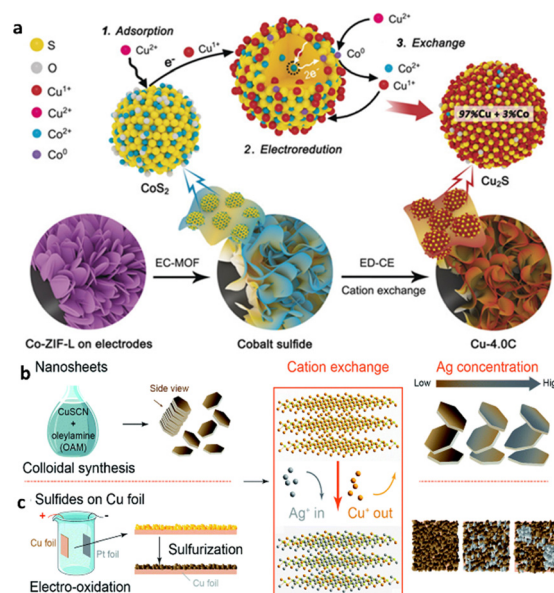 a
S
O
Cu1+
Cu2+
Co2+
Co0
1. Adsorption
Cu2+
e-
Cu1+
CoS2
2e-
2. Electroredution
Co0
Cu2+
3. Exchange
Co2+
Cu1+
97%Cu + 3%Co
Cu2S
EC-MOF
ED-CE
Cation exchange
Co-ZIF-L on electrodes
Cobalt sulfide
Cu-4.0C
b
Nanosheets
CuSCN
+
oleylamine
(OAM)
Side view
Colloidal synthesis
Cation exchange
Ag+ in
Cu+ out
Ag concentration
Low
High
c
Sulfides on Cu foil
+
-
Cu foil
Pt foil
Sulfurization
Cu foil
Electro-oxidation